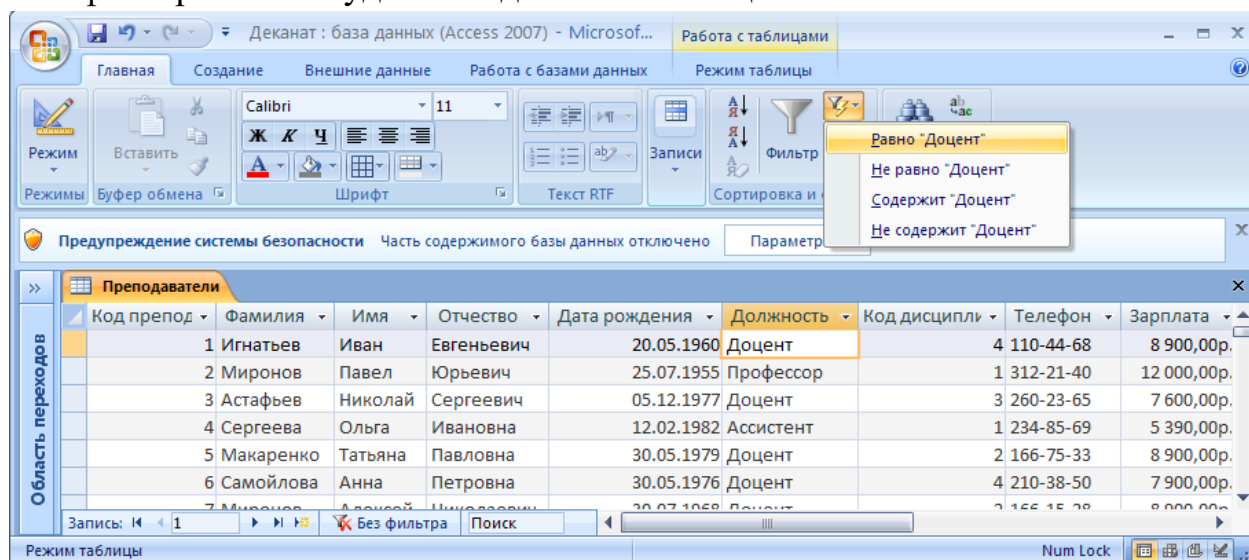 Деканат : база данных (Access 2007) - Microsof... Работа с таблицами
Главная Создание Внешние данные Работа с базами данных Режим таблицы
Calibri 11
Ж К Ч
Режим Вставить Записи Фильтр
Режимы Буфер обмена Шрифт Текст RTF Сортировка и
Равно "Доцент"
Не равно "Доцент"
Содержит "Доцент"
Не содержит "Доцент"
Предупреждение системы безопасности Часть содержимого базы данных отключено Параметр
Область переходов
Преподаватели
Код препод Фамилия Имя Отчество Дата рождения Должность Код дисципли Телефон Зарплата
1 Игнатьев Иван Евгеньевич 20.05.1960 Доцент 4 110-44-68 8 900,00р.
2 Миронов Павел Юрьевич 25.07.1955 Профессор 1 312-21-40 12 000,00р.
3 Астафьев Николай Сергеевич 05.12.1977 Доцент 3 260-23-65 7 600,00р.
4 Сергеева Ольга Ивановна 12.02.1982 Ассистент 1 234-85-69 5 390,00р.
5 Макаренко Татьяна Павловна 30.05.1979 Доцент 2 166-75-33 8 900,00р.
6 Самойлова Анна Петровна 30.05.1976 Доцент 4 210-38-50 7 900,00р.
Запись: 1 Без фильтра Поиск
Режим таблицы Num Lock